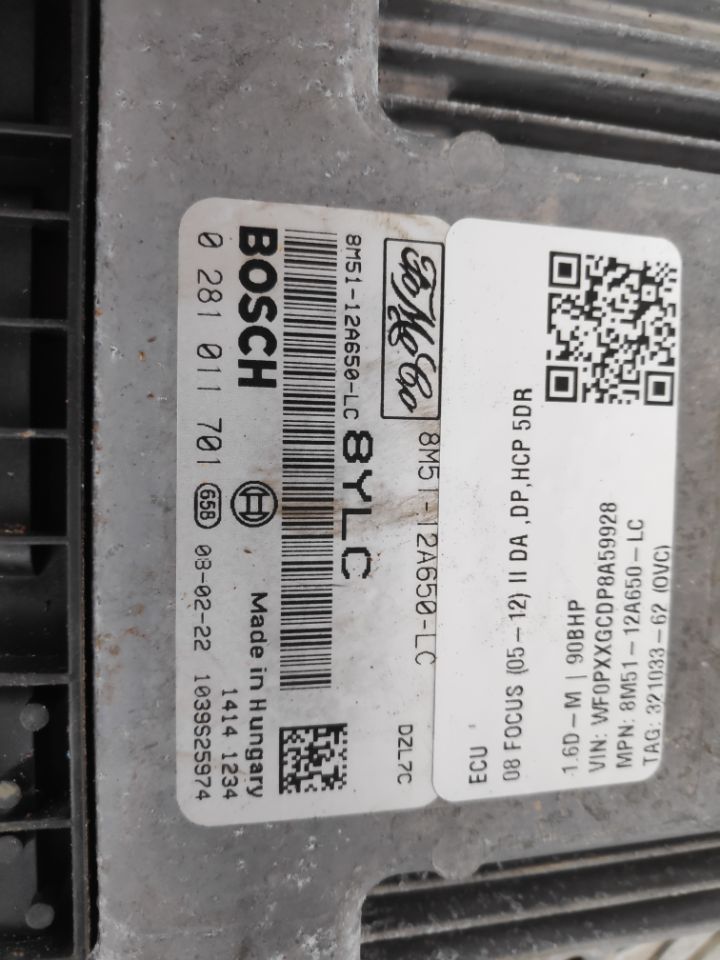 FoMoCo
8M51-12A650-LC
DZL7C
8M51-12A650-LC
8YLC
BOSCH
Made in Hungary
1414 1234
0 281 011 701
65B
08-02-22
1039S25974
ECU
08 FOCUS (05-12) II DA ,DP,HCP 5DR
1.6D-M | 90BHP
VIN: WF0PXXGCDP8A59928
MPN: 8M51-12A650-LC
TAG: 321033-62 (OVC)